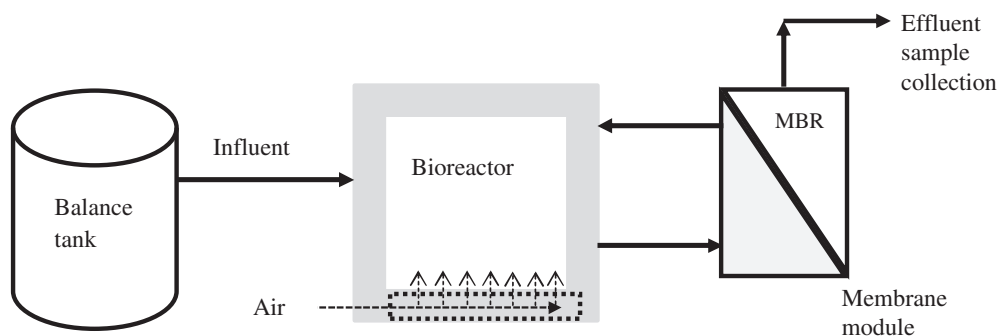 Effluent
sample
collection
MBR
Influent
Bioreactor
Balance
tank
Air
Membrane
module